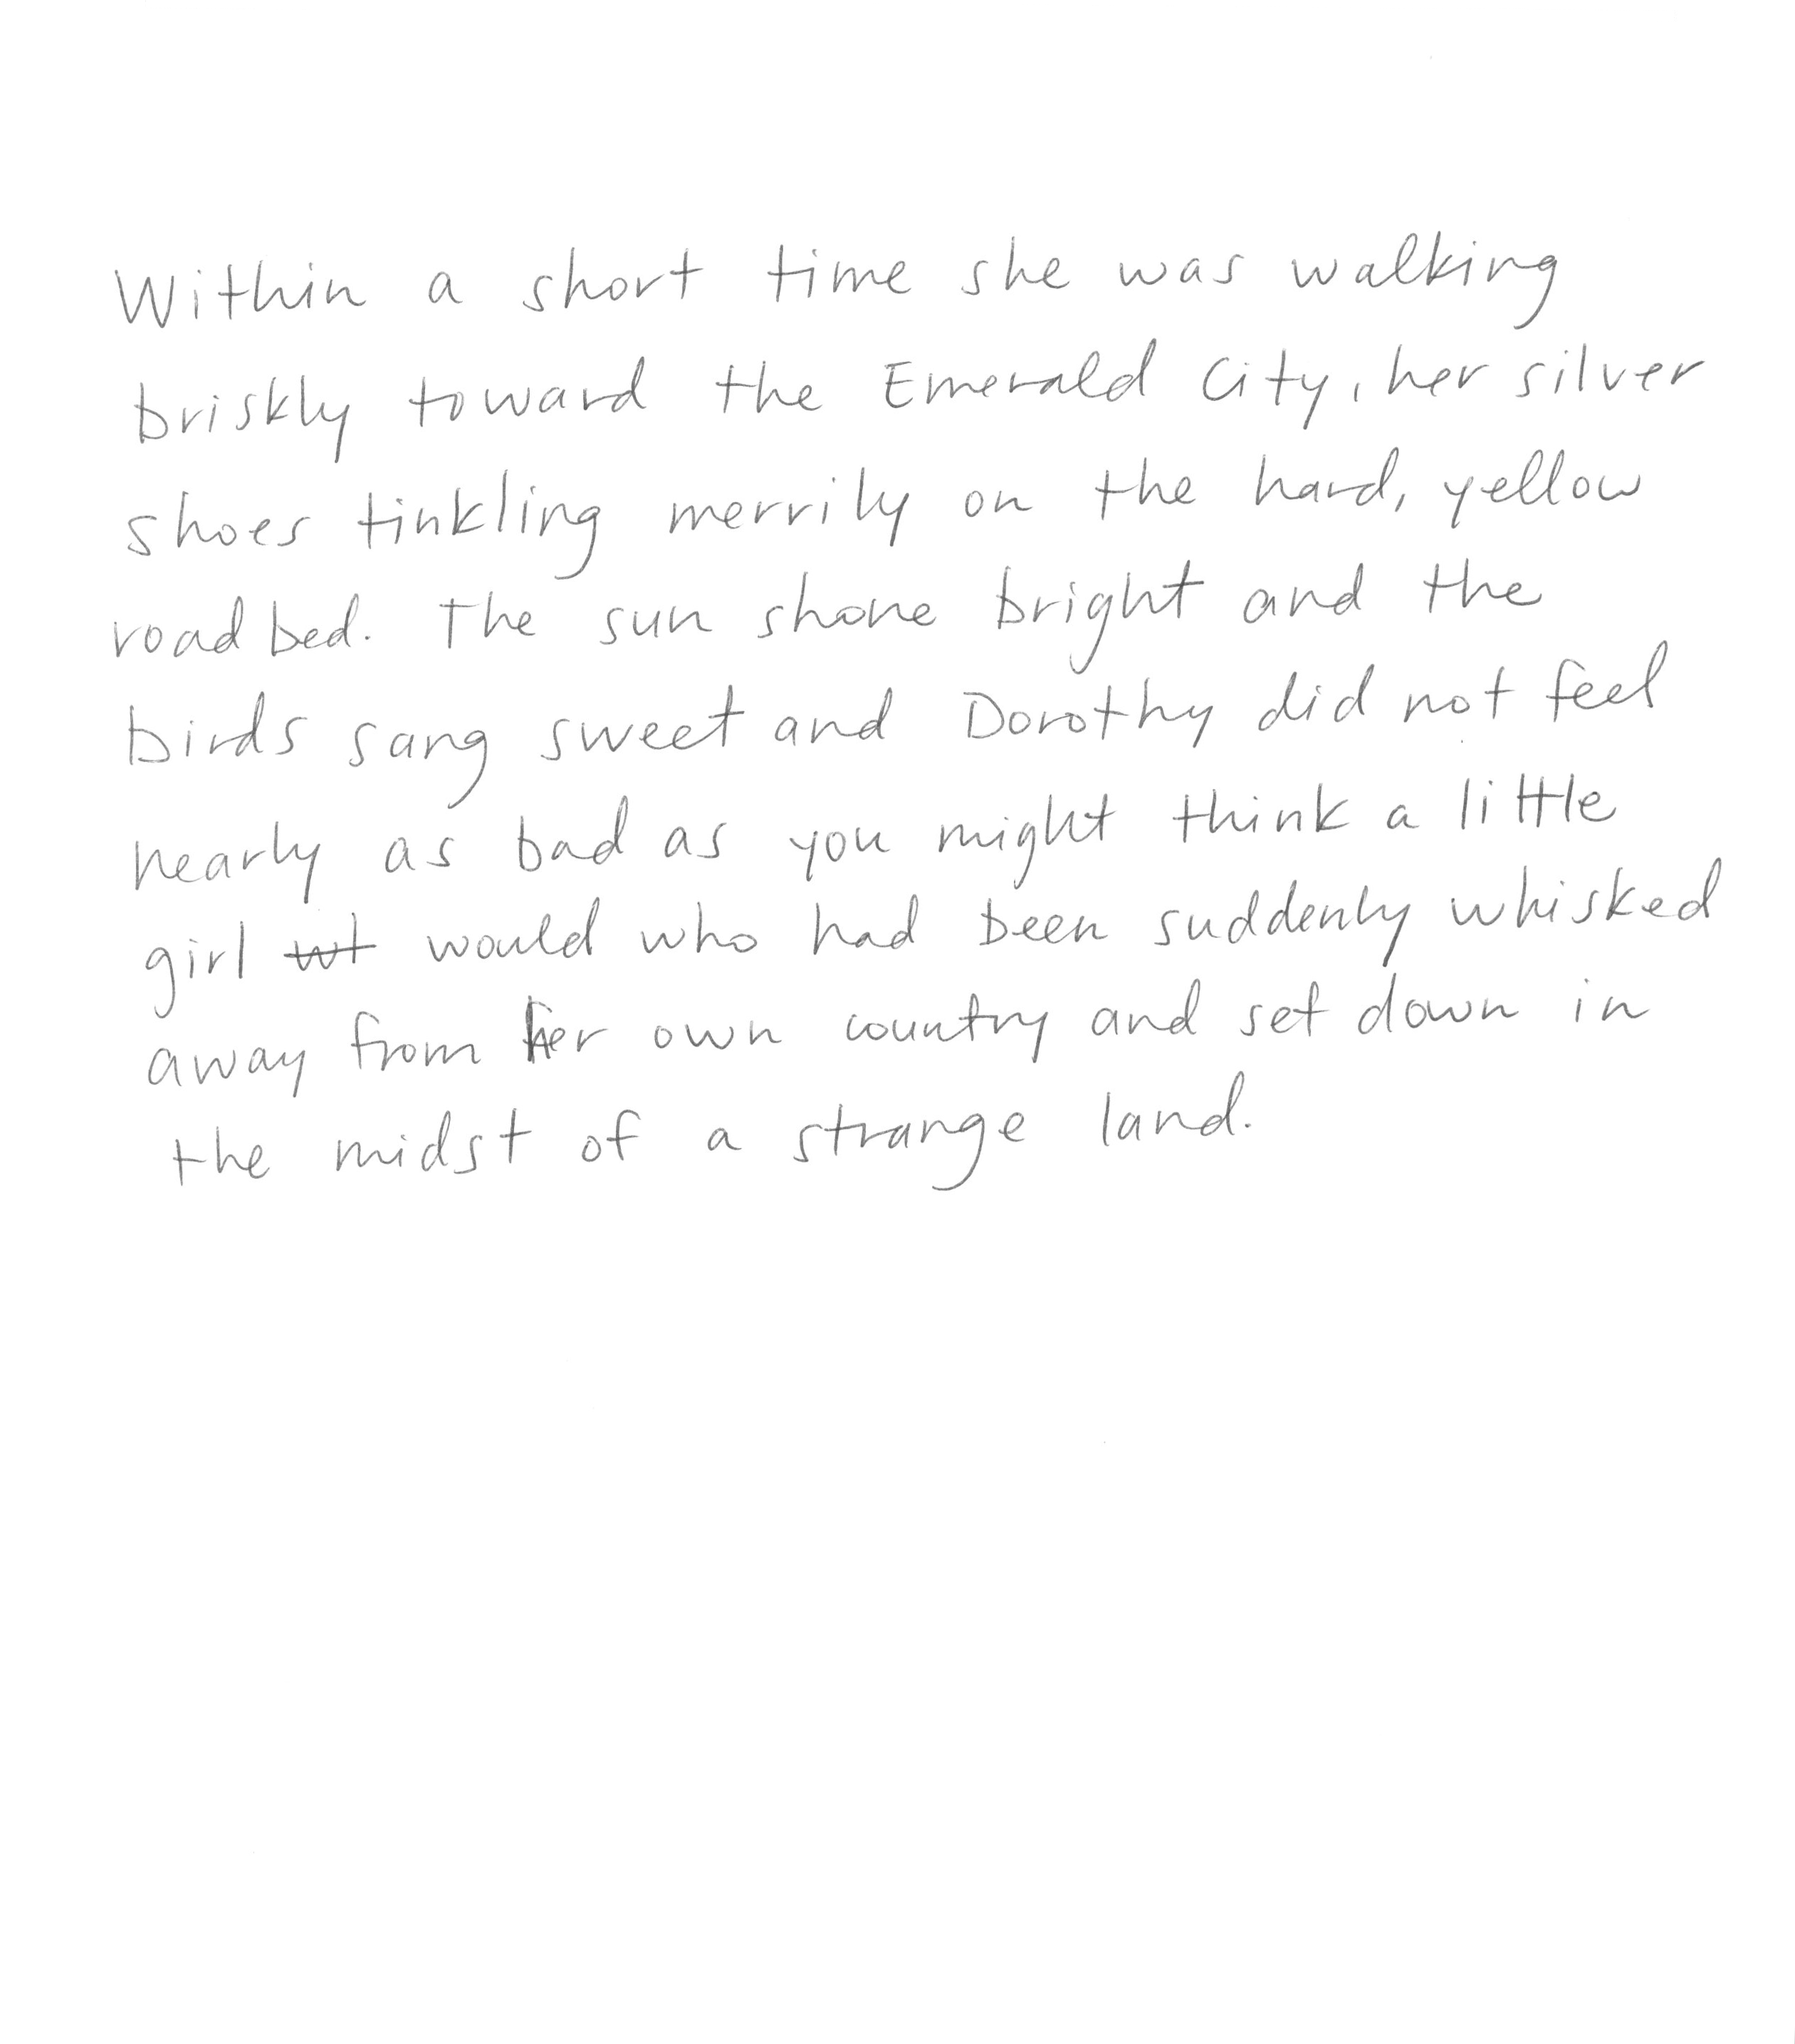 Within a short time she was walking
briskly toward the Emerald City, her silver
shoes tinkling merrily on the hard, yellow
roadbed. The sun shone bright and the
birds sang sweet and Dorothy did not feel
nearly as bad as you might think a little
girl would who had been suddenly whisked
away from her own country and set down in
the midst of a strange land.